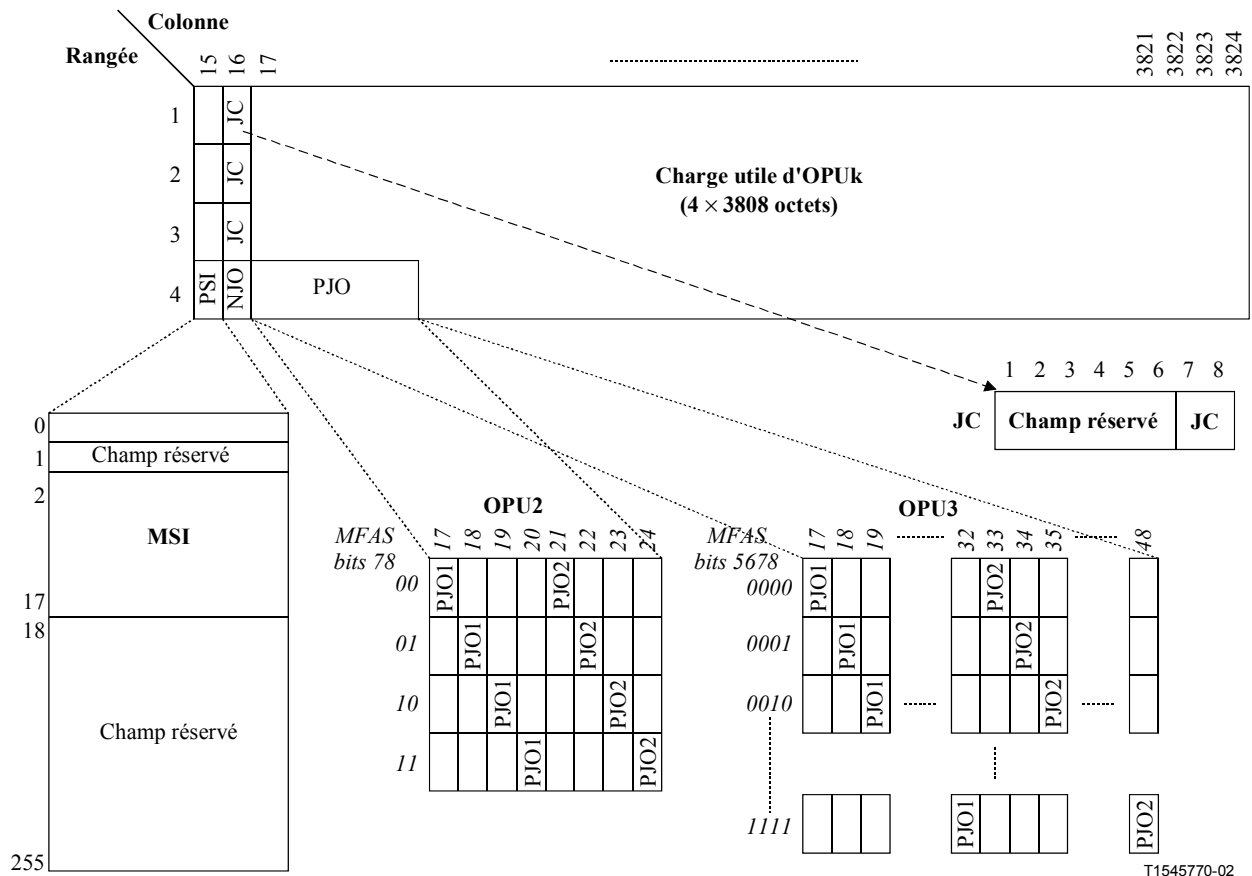 Colonne
Rangée
15 16 17 3821 3822 3823 3824
1 JC
2 JC
3 JC
4 PSI NJO PJO
Charge utile d'OPUk
(4 × 3808 octets)
1 2 3 4 5 6 7 8
JC Champ réservé JC
0
1 Champ réservé
2
MSI
17
18
Champ réservé
255
OPU2
MFAS
bits 78
17 18 19 20 21 22 23 24
00 PJO1 PJO2
01 PJO1 PJO2
10 PJO1 PJO2
11 PJO1 PJO2
OPU3
MFAS
bits 5678
17 18 19 32 33 34 35 48
0000 PJO1 PJO2
0001 PJO1 PJO2
0010 PJO1 PJO2
1111 PJO1 PJO2
T1545770-02